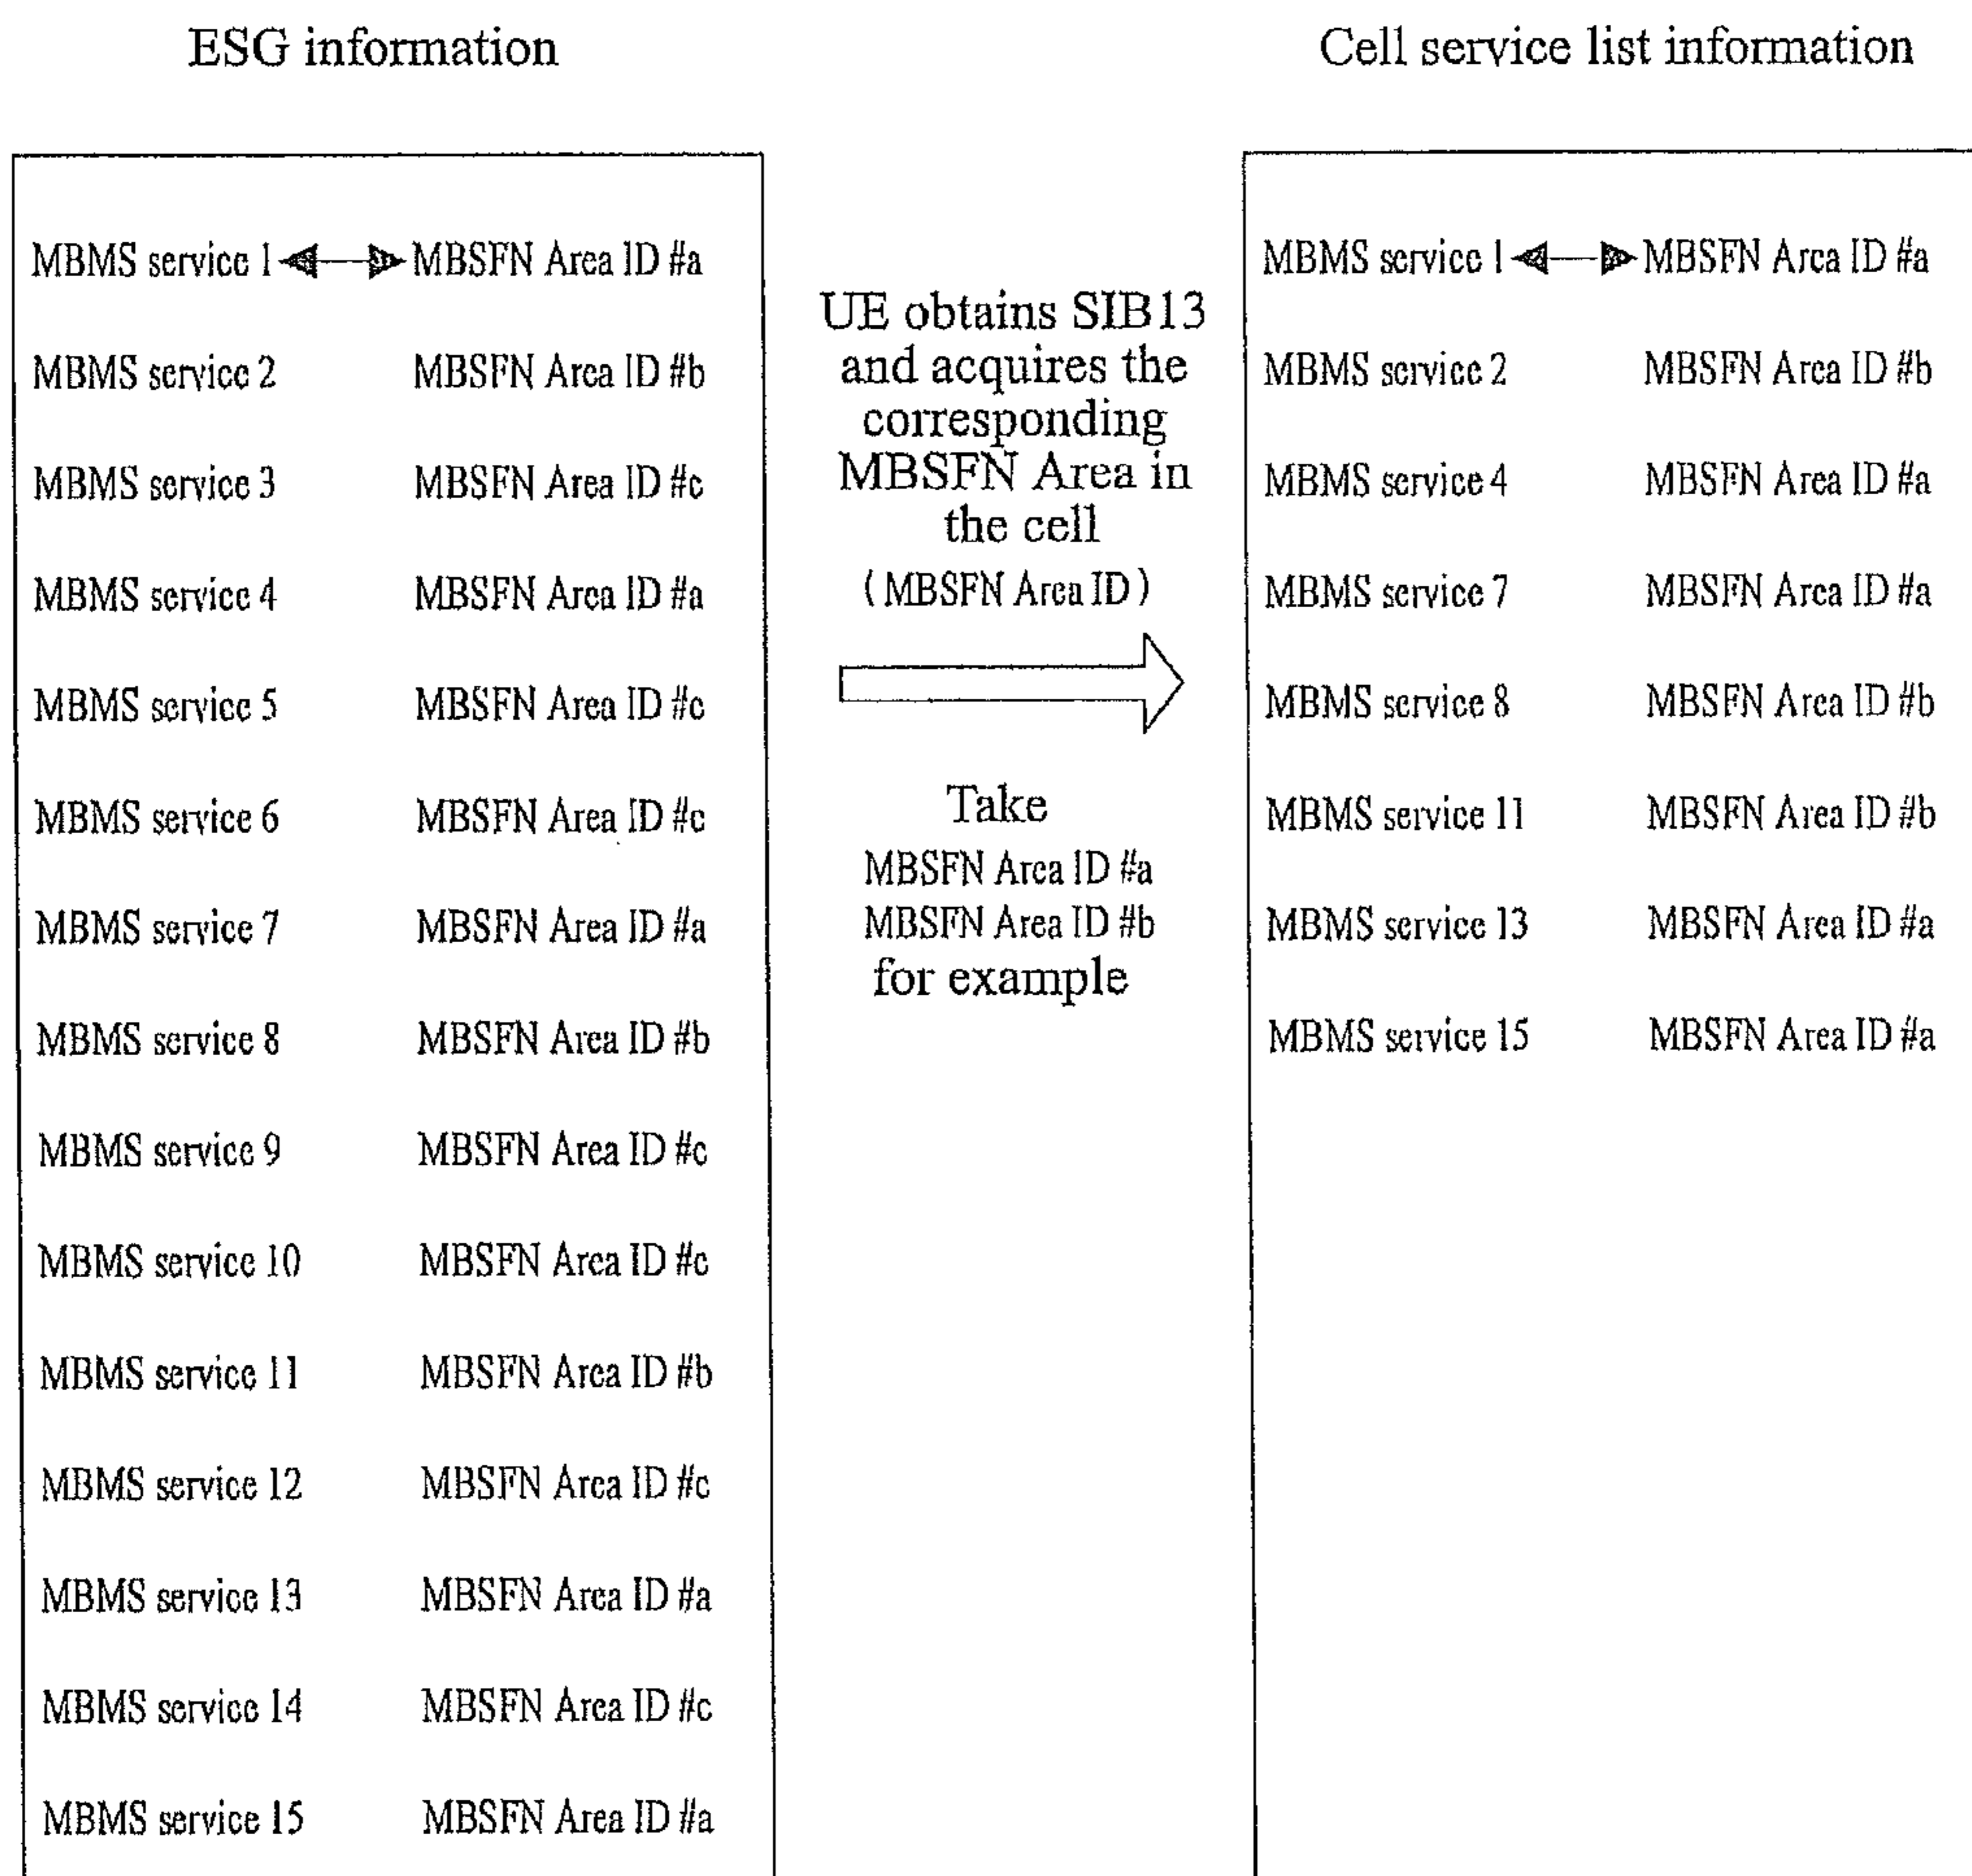 ESG information
MBMS service 1 MBSFN Area ID #a
MBMS service 2 MBSFN Area ID #b
MBMS service 3 MBSFN Area ID #c
MBMS service 4 MBSFN Area ID #a
MBMS service 5 MBSFN Area ID #c
MBMS service 6 MBSFN Area ID #c
MBMS service 7 MBSFN Area ID #a
MBMS service 8 MBSFN Area ID #b
MBMS service 9 MBSFN Area ID #c
MBMS service 10 MBSFN Area ID #c
MBMS service 11 MBSFN Area ID #b
MBMS service 12 MBSFN Area ID #c
MBMS service 13 MBSFN Area ID #a
MBMS service 14 MBSFN Area ID #c
MBMS service 15 MBSFN Area ID #a
UE obtains SIB13
and acquires the
corresponding
MBSFN Area in
the cell
(MBSFN Area ID)
Take
MBSFN Area ID #a
MBSFN Area ID #b
for example
Cell service list information
MBMS service 1 MBSFN Area ID #a
MBMS service 2 MBSFN Area ID #b
MBMS service 4 MBSFN Area ID #a
MBMS service 7 MBSFN Area ID #a
MBMS service 8 MBSFN Area ID #b
MBMS service 11 MBSFN Area ID #b
MBMS service 13 MBSFN Area ID #a
MBMS service 15 MBSFN Area ID #a